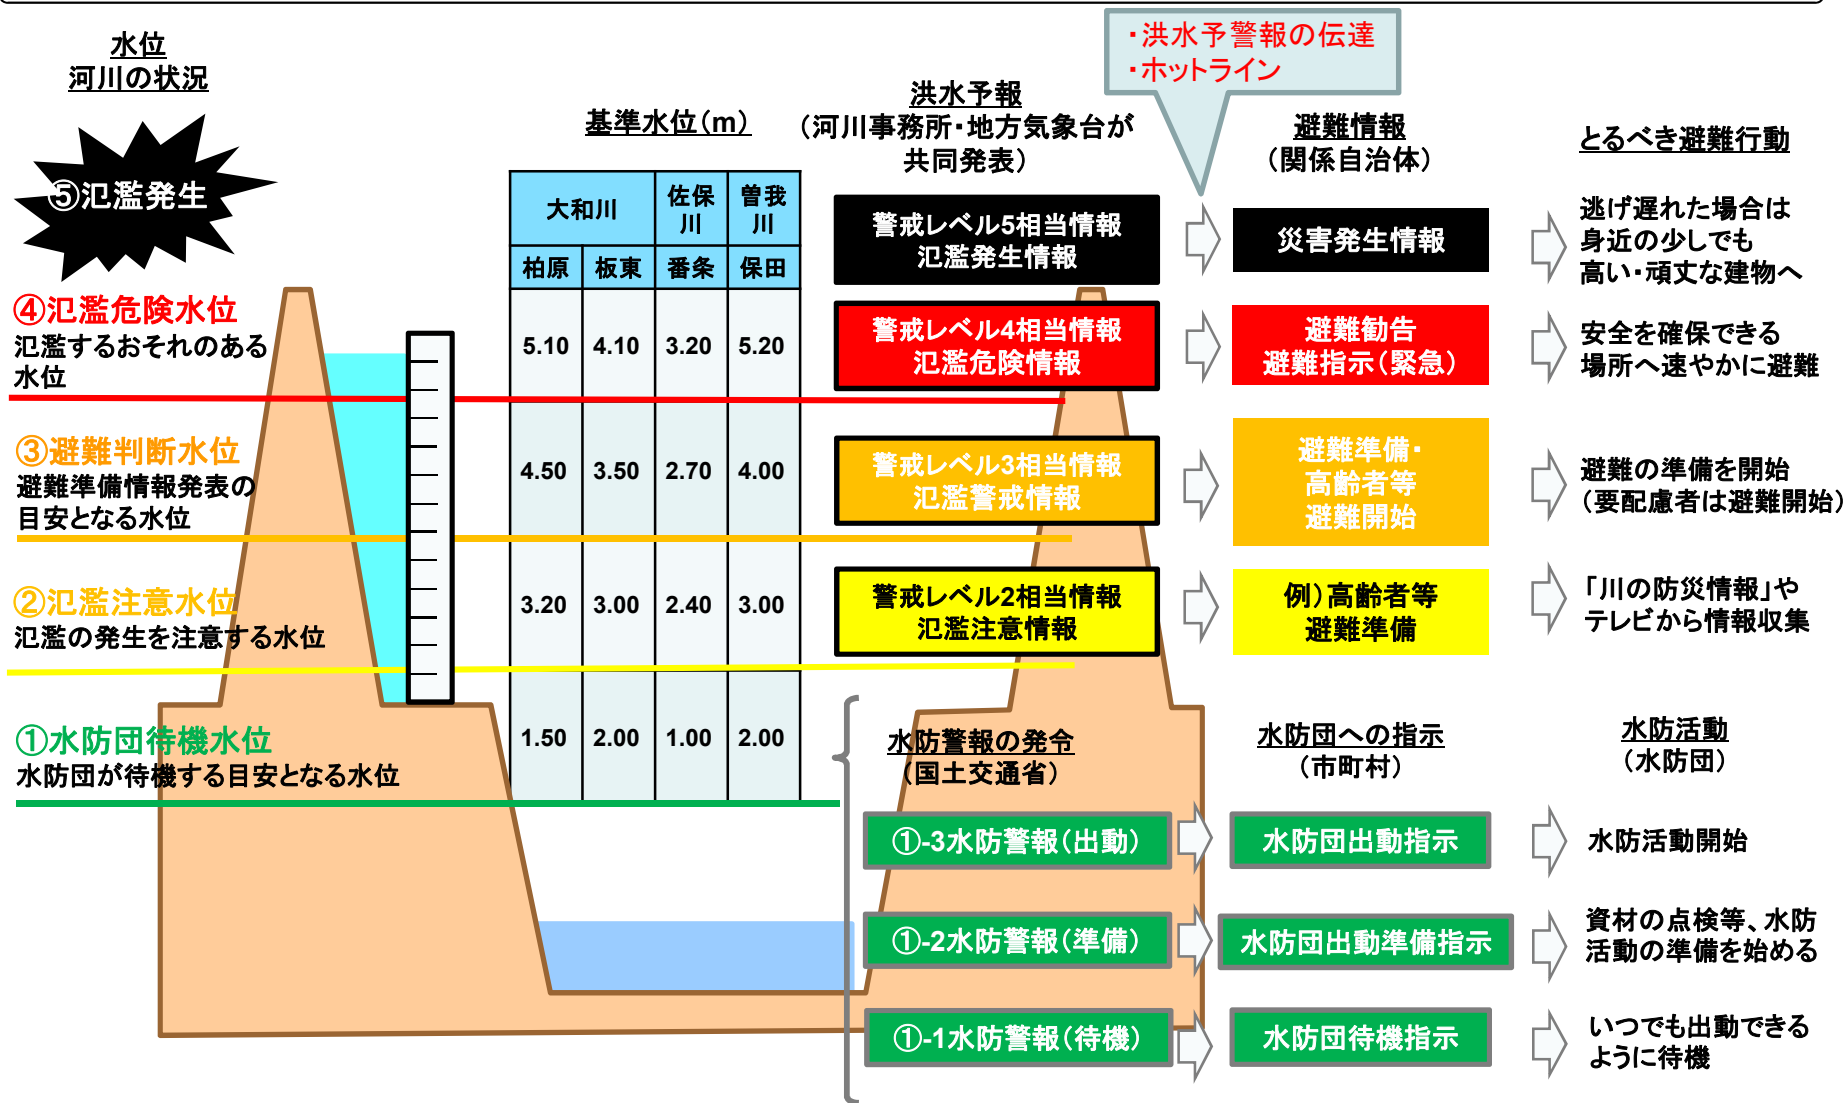 水位
河川の状況
⑤氾濫発生
④氾濫危険水位
氾濫するおそれのある
水位
③避難判断水位
避難準備情報発表の
目安となる水位
②氾濫注意水位
氾濫の発生を注意する水位
①水防団待機水位
水防団が待機する目安となる水位
基準水位（m）
大和川 佐保川 曽我川
柏原 板東 番条 保田
5.10 4.10 3.20 5.20
4.50 3.50 2.70 4.00
3.20 3.00 2.40 3.00
1.50 2.00 1.00 2.00
・洪水予警報の伝達
・ホットライン
洪水予報
（河川事務所・地方気象台が
共同発表）
避難情報
（関係自治体）
とるべき避難行動
警戒レベル5相当情報
氾濫発生情報
災害発生情報
逃げ遅れた場合は
身近の少しでも
高い・頑丈な建物へ
警戒レベル4相当情報
氾濫危険情報
避難勧告
避難指示（緊急）
安全を確保できる
場所へ速やかに避難
警戒レベル3相当情報
氾濫警戒情報
避難準備・
高齢者等
避難開始
避難の準備を開始
（要配慮者は避難開始）
警戒レベル2相当情報
氾濫注意情報
例）高齢者等
避難準備
「川の防災情報」や
テレビから情報収集
水防警報の発令
（国土交通省）
水防団への指示
（市町村）
水防活動
（水防団）
①-3水防警報（出動）
水防団出動指示
水防活動開始
①-2水防警報（準備）
水防団出動準備指示
資材の点検等、水防
活動の準備を始める
①-1水防警報（待機）
水防団待機指示
いつでも出動できる
ように待機